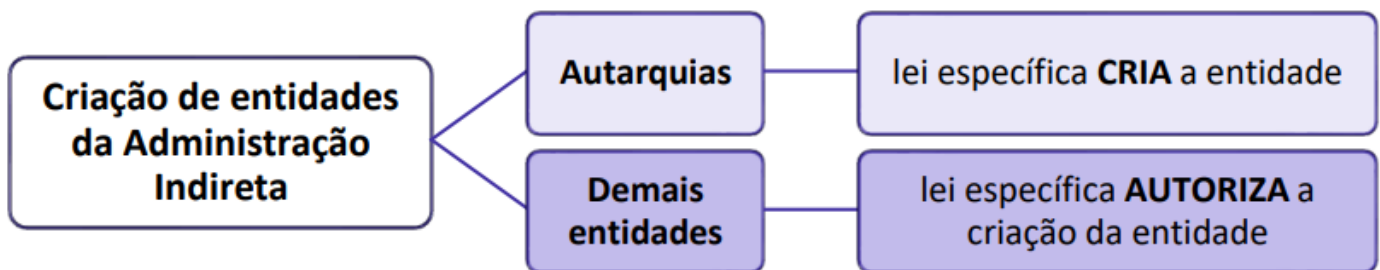 Criação de entidades
da Administração
Indireta
Autarquias
lei específica CRIA a entidade
Demais
entidades
lei específica AUTORIZA a
criação da entidade